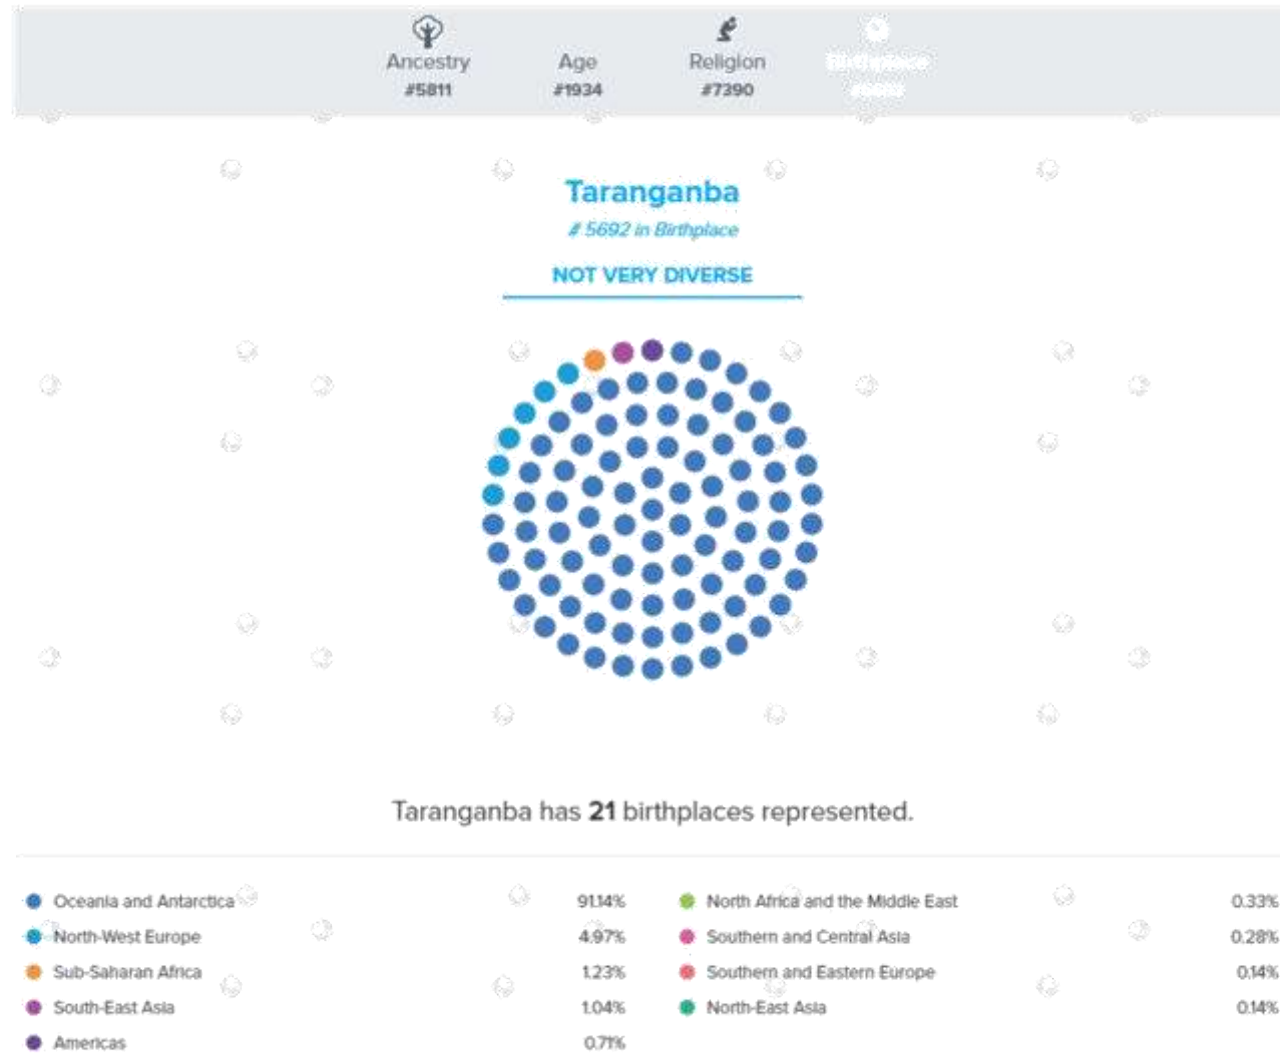 Ancestry Age Religion
#5811 #1934 #7390
Taranganba
# 5692 in Birthplace
NOT VERY DIVERSE
Taranganba has 21 birthplaces represented.
Oceania and Antarctica 91.14% North Africa and the Middle East 0.33%
North-West Europe 4.97% Southern and Central Asia 0.28%
Sub-Saharan Africa 1.23% Southern and Eastern Europe 0.14%
South-East Asia 1.04% North-East Asia 0.14%
Americas 0.71%